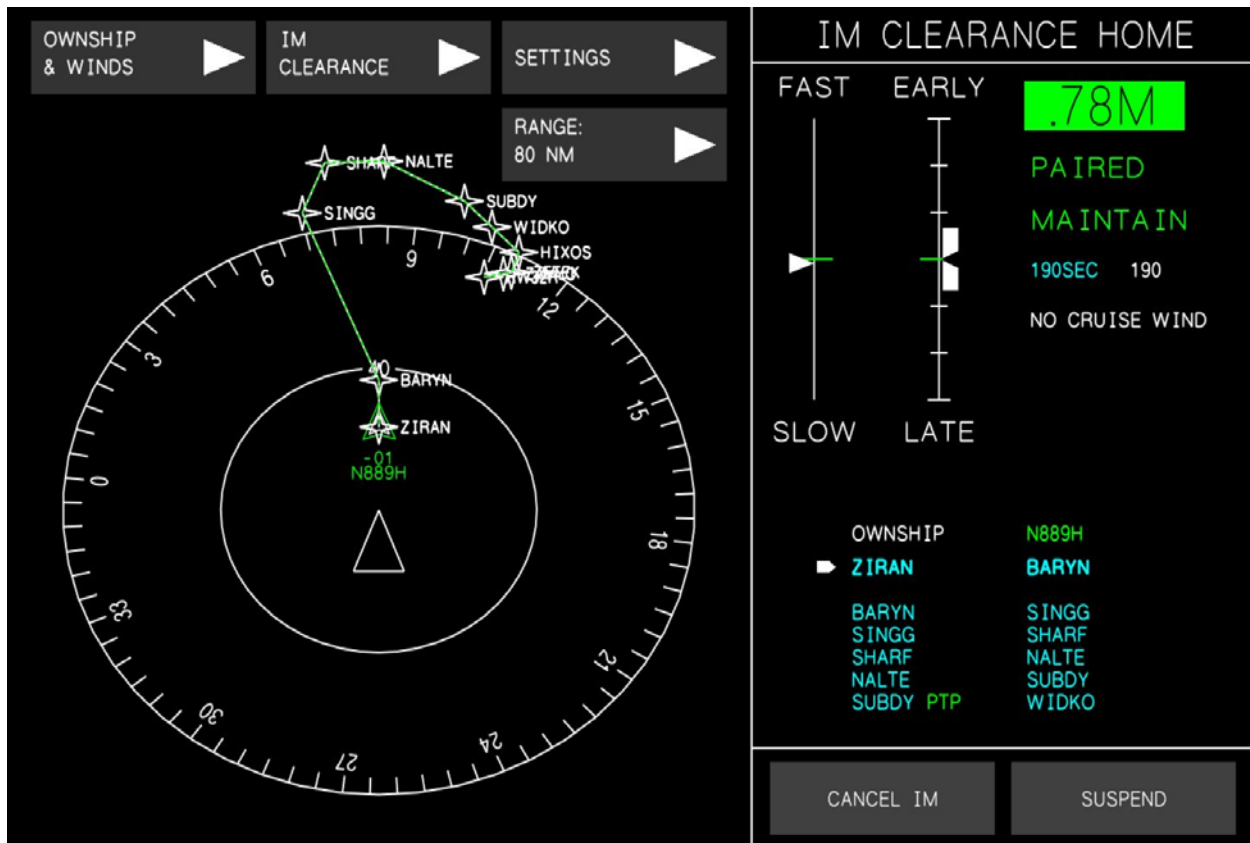 OWNSHIP
& WINDS
IM
CLEARANCE
SETTINGS
RANGE:
80 NM
SHARF
NALTE
SUBDY
SINGG
WIDKO
HIXOS
6
9
12
3
15
0
18
33
21
30
24
27
40
BARYN
ZIRAN
-01
N889H
IM CLEARANCE HOME
FAST EARLY
.78M
PAIRED
MAINTAIN
190SEC 190
NO CRUISE WIND
SLOW LATE
OWNSHIP N889H
ZIRAN BARYN
BARYN SINGG
SINGG SHARF
SHARF NALTE
NALTE SUBDY
SUBDY PTP WIDKO
CANCEL IM
SUSPEND